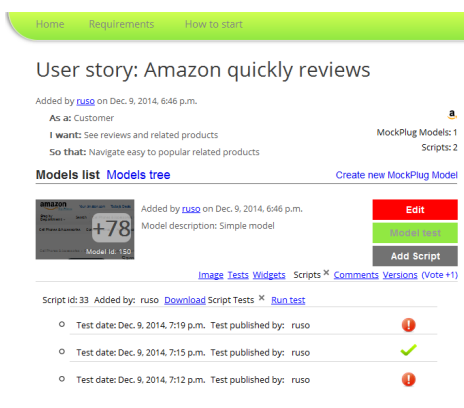 Home Requirements How to start
User story: Amazon quickly reviews
Added by ruso on Dec. 9, 2014, 6:46 p.m.
As a: Customer
a
I want: See reviews and related products
MockPlug Models: 1
So that: Navigate easy to popular related products
Scripts: 2
Models list Models tree Create new MockPlug Model
amazon
+78
Model Id. 150
Added by ruso on Dec. 9, 2014, 6:46 p.m.
Model description: Simple model
Edit
Model test
Add Script
Image Tests Widgets Scripts × Comments Versions (Vote +1)
Script id: 33 Added by: ruso Download Script Tests × Run test
Test date: Dec. 9, 2014, 7:19 p.m. Test published by: ruso
Test date: Dec. 9, 2014, 7:15 p.m. Test published by: ruso
Test date: Dec. 9, 2014, 7:12 p.m. Test published by: ruso